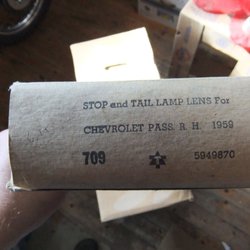 STOP and TAIL LAMP LENS For
CHEVROLET PASS. R. H. 1959
709 5949870